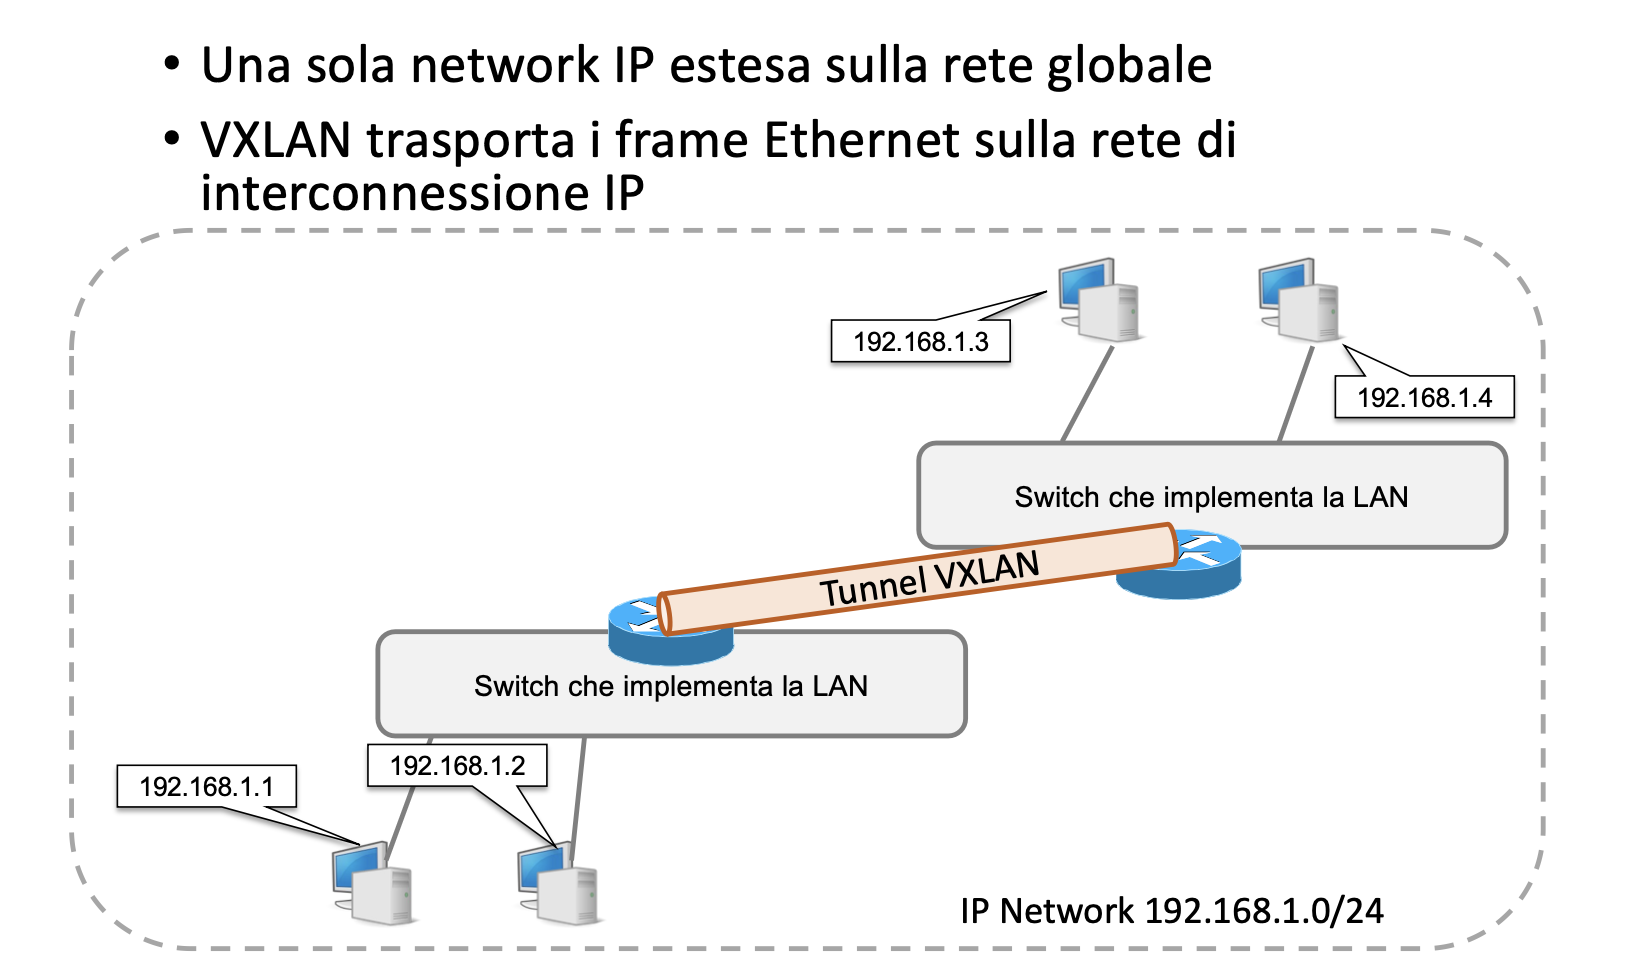 • Una sola network IP estesa sulla rete globale
• VXLAN trasporta i frame Ethernet sulla rete di
interconnessione IP
192.168.1.3
192.168.1.4
Switch che implementa la LAN
Tunnel VXLAN
Switch che implementa la LAN
192.168.1.2
192.168.1.1
IP Network 192.168.1.0/24